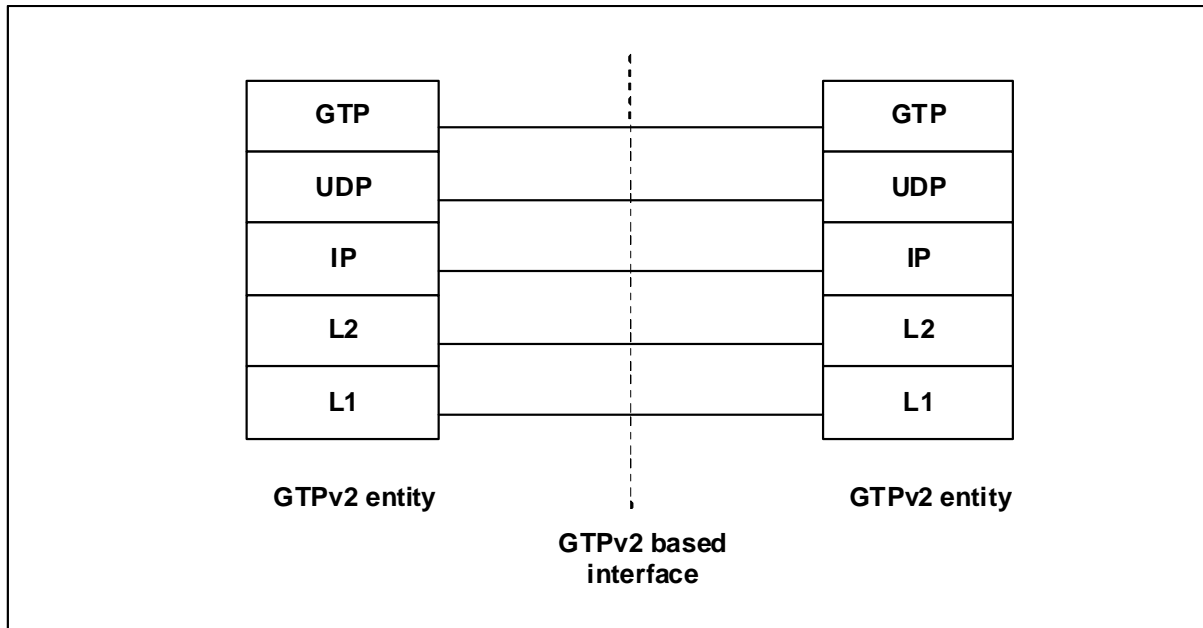 GTP
GTP
UDP
UDP
IP
IP
L2
L2
L1
L1
GTPv2 entity
GTPv2 entity
GTPv2 based
interface